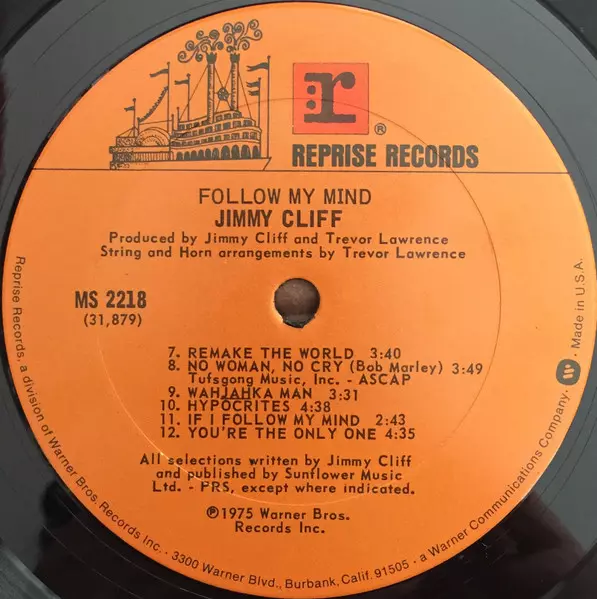 r
®
REPRISE RECORDS
FOLLOW MY MIND
JIMMY CLIFF
Produced by Jimmy Cliff and Trevor Lawrence
String and Horn arrangements by Trevor Lawrence
MS 2218
(31,879)
7. REMAKE THE WORLD 3:40
8. NO WOMAN, NO CRY (Bob Marley) 3:49
Tufsgong Music, Inc. - ASCAP
9. WAHJAHKA MAN 3:31
10. HYPOCRITES 4:38
11. IF I FOLLOW MY MIND 2:43
12. YOU'RE THE ONLY ONE 4:35
All selections written by Jimmy Cliff
and published by Sunflower Music
Ltd. - PRS, except where indicated.
℗1975 Warner Bros.
Records Inc.
Reprise Records, a division of Warner Bros. Records Inc. · 3300 Warner Blvd., Burbank, Calif. 91505 · a Warner Communications Company · W · Made in U.S.A.